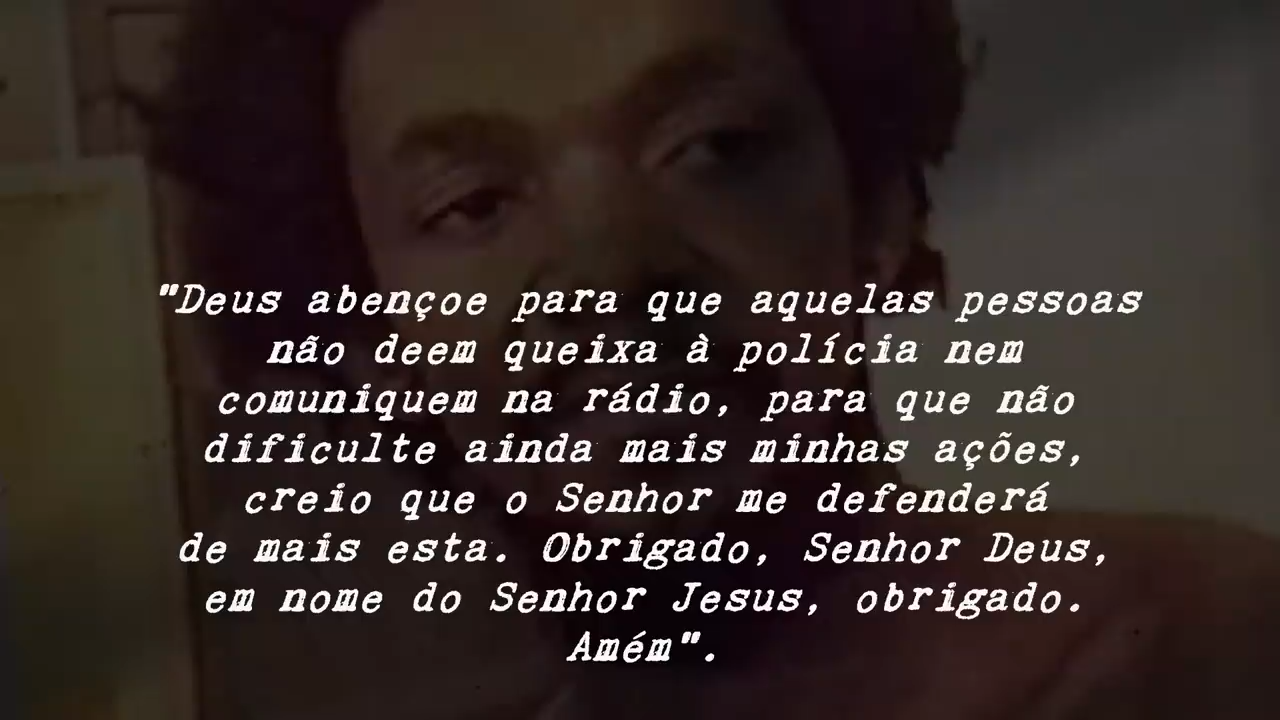 "Deus abençoe para que aquelas pessoas
não deem queixa à polícia nem
comuniquem na rádio, para que não
dificulte ainda mais minhas ações,
creio que o Senhor me defenderá
de mais esta. Obrigado, Senhor Deus,
em nome do Senhor Jesus, obrigado.
Amém".